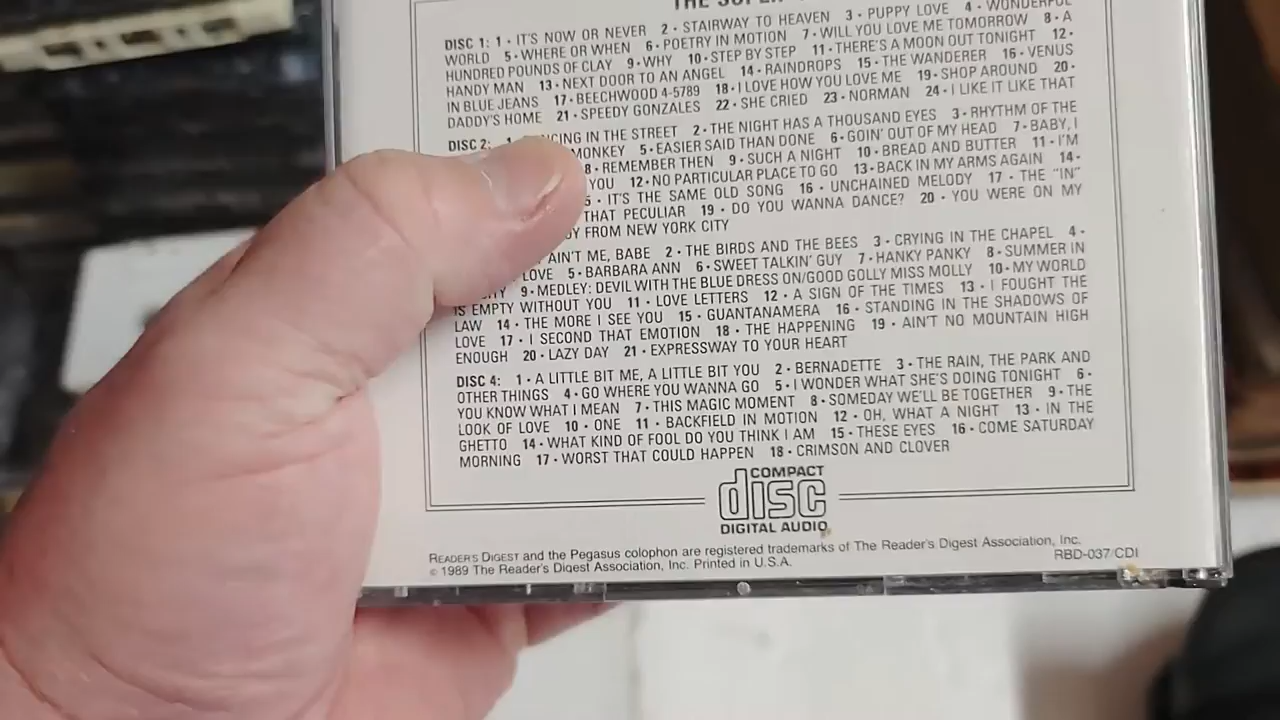 THE SUPER
DISC 1: 1 • IT'S NOW OR NEVER 2 • STAIRWAY TO HEAVEN 3 • PUPPY LOVE 4 • WONDERFUL
WORLD 5 • WHERE OR WHEN 6 • POETRY IN MOTION 7 • WILL YOU LOVE ME TOMORROW 8 • A
HUNDRED POUNDS OF CLAY 9 • WHY 10 • STEP BY STEP 11 • THERE'S A MOON OUT TONIGHT 12 •
HANDY MAN 13 • NEXT DOOR TO AN ANGEL 14 • RAINDROPS 15 • THE WANDERER 16 • VENUS
IN BLUE JEANS 17 • BEECHWOOD 4-5789 18 • I LOVE HOW YOU LOVE ME 19 • SHOP AROUND 20 •
DADDY'S HOME 21 • SPEEDY GONZALES 22 • SHE CRIED 23 • NORMAN 24 • I LIKE IT LIKE THAT
DISC 2: 1 NCING IN THE STREET 2 • THE NIGHT HAS A THOUSAND EYES 3 • RHYTHM OF THE
MONKEY 5 • EASIER SAID THAN DONE 6 • GOIN' OUT OF MY HEAD 7 • BABY, I
8 • REMEMBER THEN 9 • SUCH A NIGHT 10 • BREAD AND BUTTER 11 • I'M
YOU 12 • NO PARTICULAR PLACE TO GO 13 • BACK IN MY ARMS AGAIN 14 •
5 • IT'S THE SAME OLD SONG 16 • UNCHAINED MELODY 17 • THE "IN"
THAT PECULIAR 19 • DO YOU WANNA DANCE? 20 • YOU WERE ON MY
Y FROM NEW YORK CITY
AIN'T ME, BABE 2 • THE BIRDS AND THE BEES 3 • CRYING IN THE CHAPEL 4 •
LOVE 5 • BARBARA ANN 6 • SWEET TALKIN' GUY 7 • HANKY PANKY 8 • SUMMER IN
9 • MEDLEY: DEVIL WITH THE BLUE DRESS ON/GOOD GOLLY MISS MOLLY 10 • MY WORLD
IS EMPTY WITHOUT YOU 11 • LOVE LETTERS 12 • A SIGN OF THE TIMES 13 • I FOUGHT THE
LAW 14 • THE MORE I SEE YOU 15 • GUANTANAMERA 16 • STANDING IN THE SHADOWS OF
LOVE 17 • I SECOND THAT EMOTION 18 • THE HAPPENING 19 • AIN'T NO MOUNTAIN HIGH
ENOUGH 20 • LAZY DAY 21 • EXPRESSWAY TO YOUR HEART
DISC 4: 1 • A LITTLE BIT ME, A LITTLE BIT YOU 2 • BERNADETTE 3 • THE RAIN, THE PARK AND
OTHER THINGS 4 • GO WHERE YOU WANNA GO 5 • I WONDER WHAT SHE'S DOING TONIGHT 6 •
YOU KNOW WHAT I MEAN 7 • THIS MAGIC MOMENT 8 • SOMEDAY WE'LL BE TOGETHER 9 • THE
LOOK OF LOVE 10 • ONE 11 • BACKFIELD IN MOTION 12 • OH, WHAT A NIGHT 13 • IN THE
GHETTO 14 • WHAT KIND OF FOOL DO YOU THINK I AM 15 • THESE EYES 16 • COME SATURDAY
MORNING 17 • WORST THAT COULD HAPPEN 18 • CRIMSON AND CLOVER
COMPACT
disc
DIGITAL AUDIO
READER'S DIGEST and the Pegasus colophon are registered trademarks of The Reader's Digest Association, Inc.
© 1989 The Reader's Digest Association, Inc. Printed in U.S.A.
RBD-037/CDI